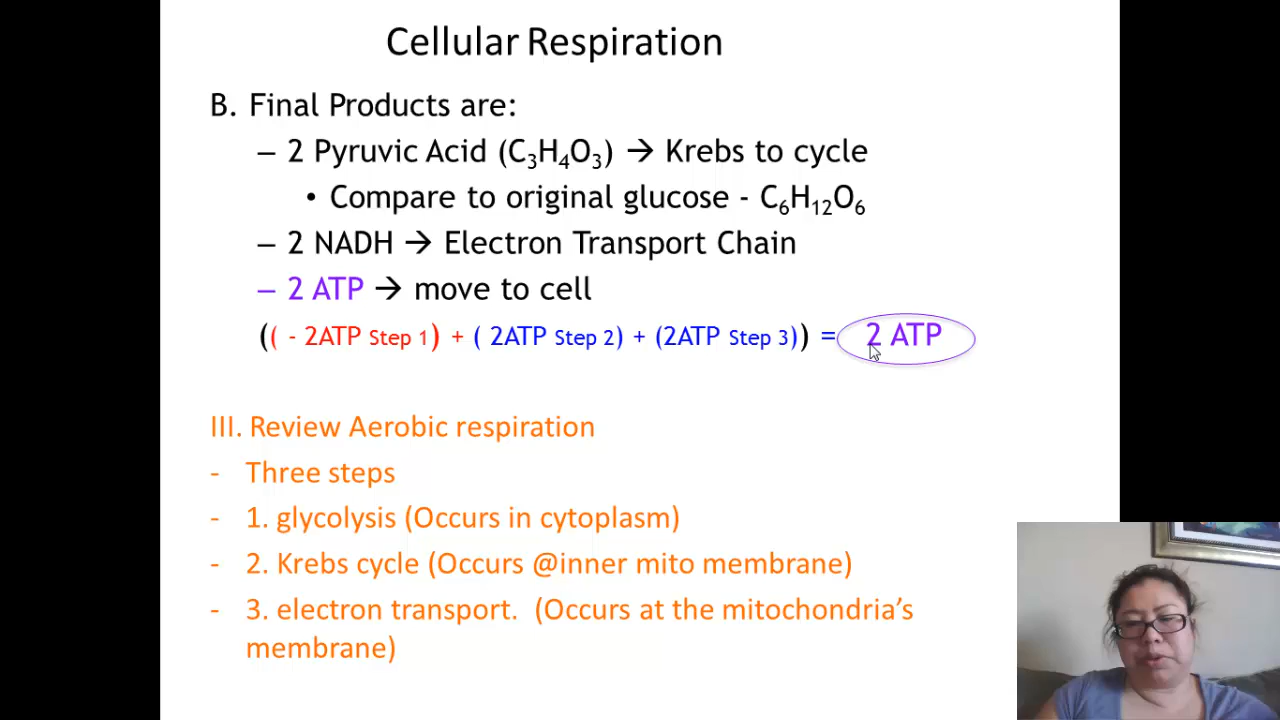 Cellular Respiration
B. Final Products are:
– 2 Pyruvic Acid (C₃H₄O₃) → Krebs to cycle
• Compare to original glucose - C₆H₁₂O₆
– 2 NADH → Electron Transport Chain
– 2 ATP → move to cell
(( - 2ATP Step 1) + ( 2ATP Step 2) + (2ATP Step 3)) = 2 ATP
III. Review Aerobic respiration
- Three steps
- 1. glycolysis (Occurs in cytoplasm)
- 2. Krebs cycle (Occurs @inner mito membrane)
- 3. electron transport. (Occurs at the mitochondria’s
membrane)